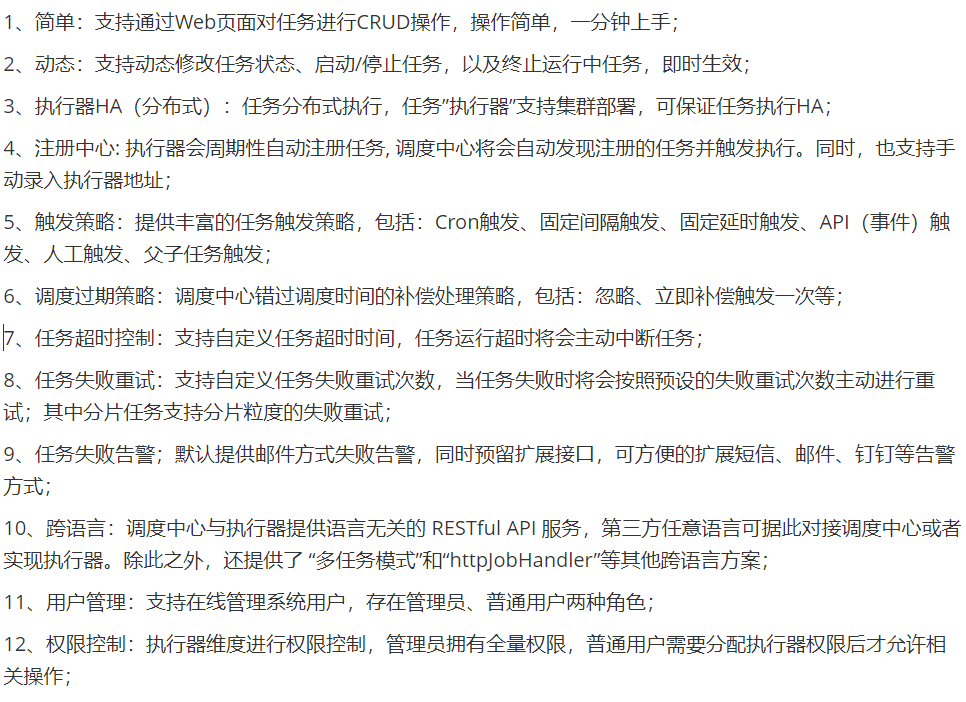 1、简单：支持通过Web页面对任务进行CRUD操作，操作简单，一分钟上手；
2、动态：支持动态修改任务状态、启动/停止任务，以及终止运行中任务，即时生效；
3、执行器HA（分布式）：任务分布式执行，任务”执行器”支持集群部署，可保证任务执行HA；
4、注册中心: 执行器会周期性自动注册任务, 调度中心将会自动发现注册的任务并触发执行。同时，也支持手
动录入执行器地址；
5、触发策略：提供丰富的任务触发策略，包括：Cron触发、固定间隔触发、固定延时触发、API（事件）触
发、人工触发、父子任务触发；
6、调度过期策略：调度中心错过调度时间的补偿处理策略，包括：忽略、立即补偿触发一次等；
7、任务超时控制：支持自定义任务超时时间，任务运行超时将会主动中断任务；
8、任务失败重试：支持自定义任务失败重试次数，当任务失败时将会按照预设的失败重试次数主动进行重
试；其中分片任务支持分片粒度的失败重试；
9、任务失败告警；默认提供邮件方式失败告警，同时预留扩展接口，可方便的扩展短信、邮件、钉钉等告警
方式；
10、跨语言：调度中心与执行器提供语言无关的 RESTful API 服务，第三方任意语言可据此对接调度中心或者
实现执行器。除此之外，还提供了 “多任务模式”和“httpJobHandler”等其他跨语言方案；
11、用户管理：支持在线管理系统用户，存在管理员、普通用户两种角色；
12、权限控制：执行器维度进行权限控制，管理员拥有全量权限，普通用户需要分配执行器权限后才允许相
关操作；